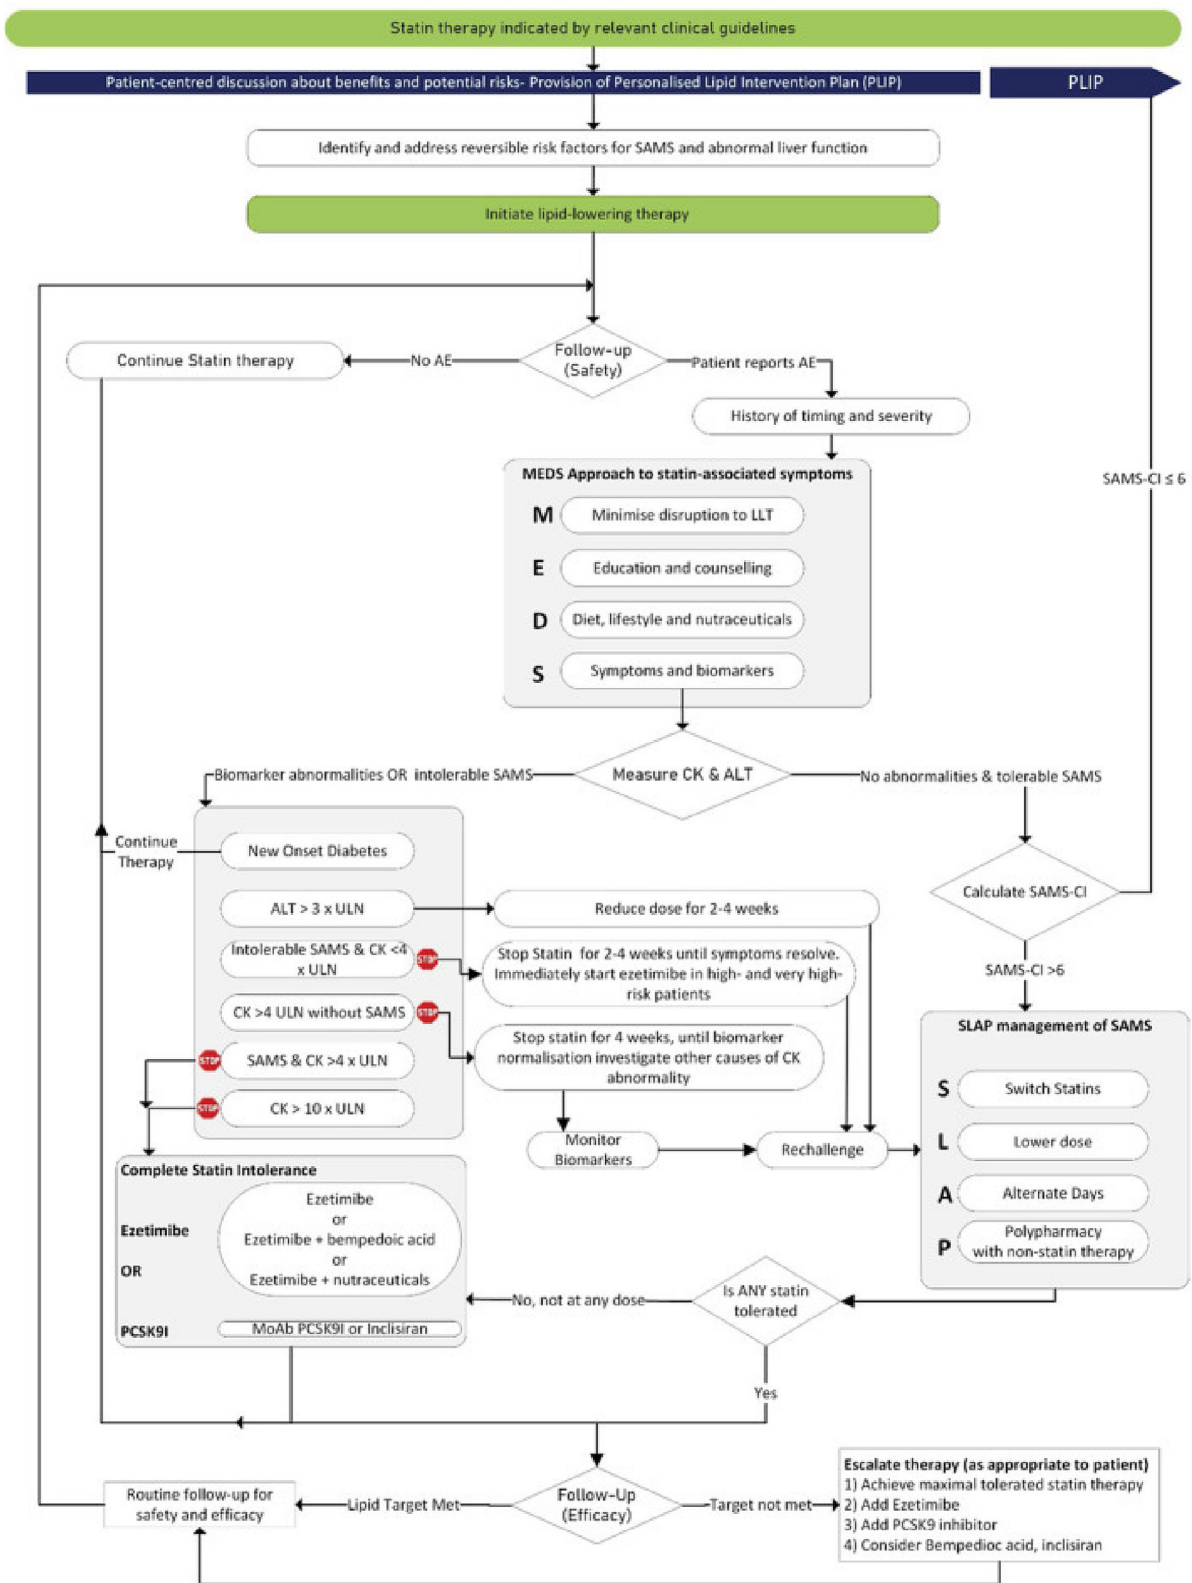 Statin therapy indicated by relevant clinical guidelines
Patient-centred discussion about benefits and potential risks- Provision of Personalised Lipid Intervention Plan (PLIP)
PLIP
Identify and address reversible risk factors for SAMS and abnormal liver function
Initiate lipid-lowering therapy
Continue Statin therapy
No AE
Follow-up
(Safety)
Patient reports AE
History of timing and severity
SAMS-CI ≤ 6
MEDS Approach to statin-associated symptoms
M Minimise disruption to LLT
E Education and counselling
D Diet, lifestyle and nutraceuticals
S Symptoms and biomarkers
Biomarker abnormalities OR intolerable SAMS
Measure CK & ALT
No abnormalities & tolerable SAMS
Continue
Therapy
New Onset Diabetes
Calculate SAMS-CI
ALT > 3 x ULN
Reduce dose for 2-4 weeks
Intolerable SAMS & CK <4
x ULN
STOP
Stop Statin for 2-4 weeks until symptoms resolve.
Immediately start ezetimibe in high- and very high-
risk patients
SAMS-CI >6
CK >4 ULN without SAMS
STOP
Stop statin for 4 weeks, until biomarker
normalisation investigate other causes of CK
abnormality
STOP
SAMS & CK >4 x ULN
STOP
CK > 10 x ULN
Monitor
Biomarkers
Rechallenge
SLAP management of SAMS
S Switch Statins
L Lower dose
A Alternate Days
P Polypharmacy
with non-statin therapy
Complete Statin Intolerance
Ezetimibe
OR
PCSK9I
Ezetimibe
or
Ezetimibe + bempedoic acid
or
Ezetimibe + nutraceuticals
MoAb PCSK9I or Inclisiran
No, not at any dose
Is ANY statin
tolerated
Yes
Routine follow-up for
safety and efficacy
Lipid Target Met
Follow-Up
(Efficacy)
Target not met
Escalate therapy (as appropriate to patient)
1) Achieve maximal tolerated statin therapy
2) Add Ezetimibe
3) Add PCSK9 inhibitor
4) Consider Bempedioc acid, inclisiran